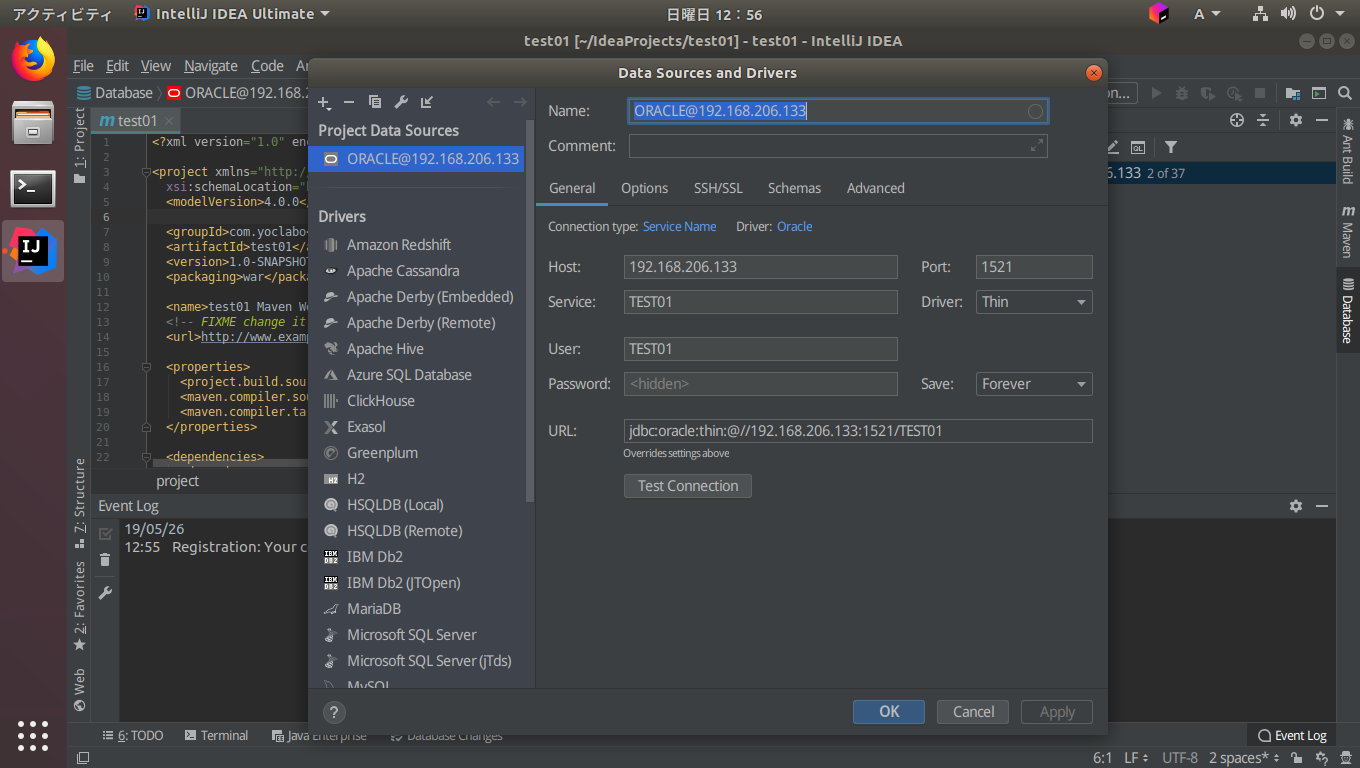 アクティビティ IntelliJ IDEA Ultimate 日曜日 12：56 A
test01 [~/IdeaProjects/test01] - test01 - IntelliJ IDEA
File Edit View Navigate Code
Data Sources and Drivers
Database ORACLE@192.168.2
test01
1 <?xml version="1.0"
2
3 <project xmlns="http:/
4 xsi:schemaLocation="
5 <modelVersion>4.0.0</
6
7 <groupId>com.yoclabo
8 <artifactId>test01</a
9 <version>1.0-SNAPSHOT
10 <packaging>war</packag
11
12 <name>test01 Maven We
13 <!-- FIXME change it
14 <url>http://www.examp
15
16 <properties>
17 <project.build.sou
18 <maven.compiler.sou
19 <maven.compiler.ta
20 </properties>
21
22 <dependencies>
project
Project Data Sources
ORACLE@192.168.206.133
Drivers
Amazon Redshift
Apache Cassandra
Apache Derby (Embedded)
Apache Derby (Remote)
Apache Hive
Azure SQL Database
ClickHouse
Exasol
Greenplum
H2
HSQLDB (Local)
HSQLDB (Remote)
IBM Db2
IBM Db2 (JTOpen)
MariaDB
Microsoft SQL Server
Microsoft SQL Server (jTds)
MySQL
Name: ORACLE@192.168.206.133
Comment:
General Options SSH/SSL Schemas Advanced
Connection type: Service Name Driver: Oracle
Host: 192.168.206.133 Port: 1521
Service: TEST01 Driver: Thin
User: TEST01
Password: <hidden> Save: Forever
URL: jdbc:oracle:thin:@//192.168.206.133:1521/TEST01
Overrides settings above
Test Connection
? OK Cancel Apply
on...
6.133 2 of 37
1: Project
7: Structure
2: Favorites
Web
Ant Build
Maven
Database
Event Log
19/05/26
12:55 Registration: Your c
6: TODO Terminal Java Enterprise Database Changes Event Log
6:1 LF UTF-8 2 spaces*